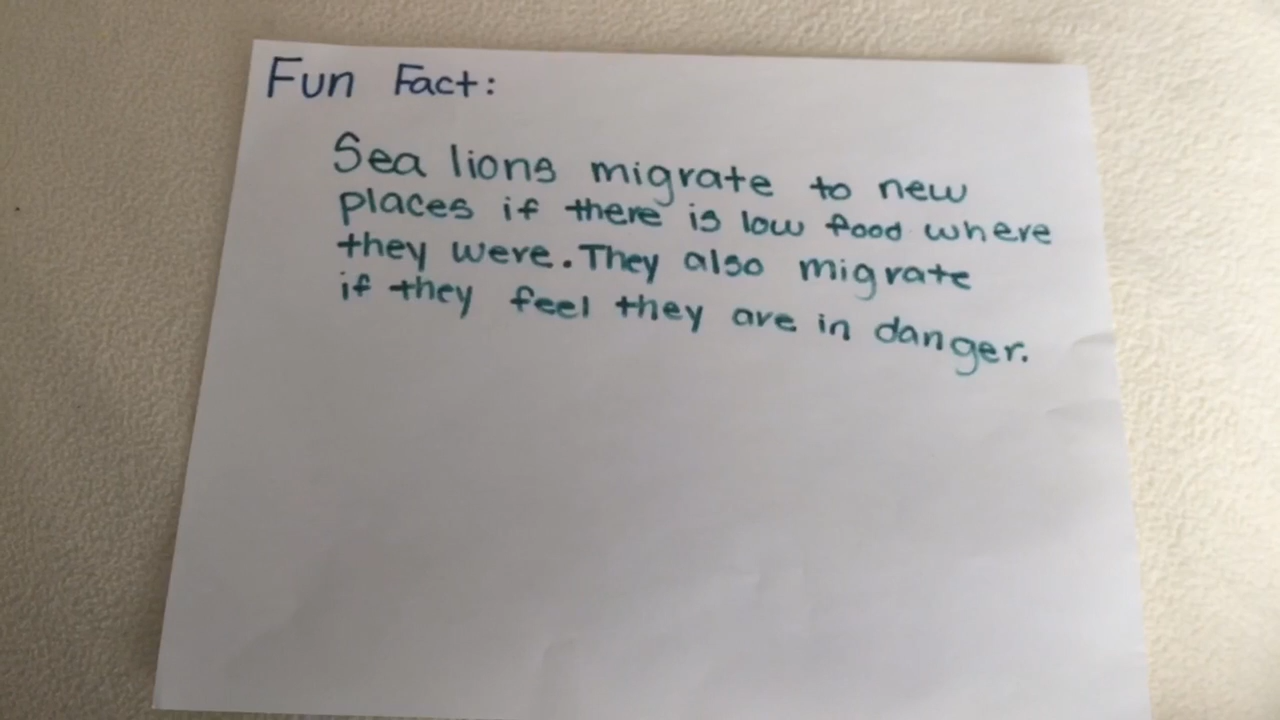 Fun Fact:
Sea lions migrate to new
places if there is low food where
they were. They also migrate
if they feel they are in danger.